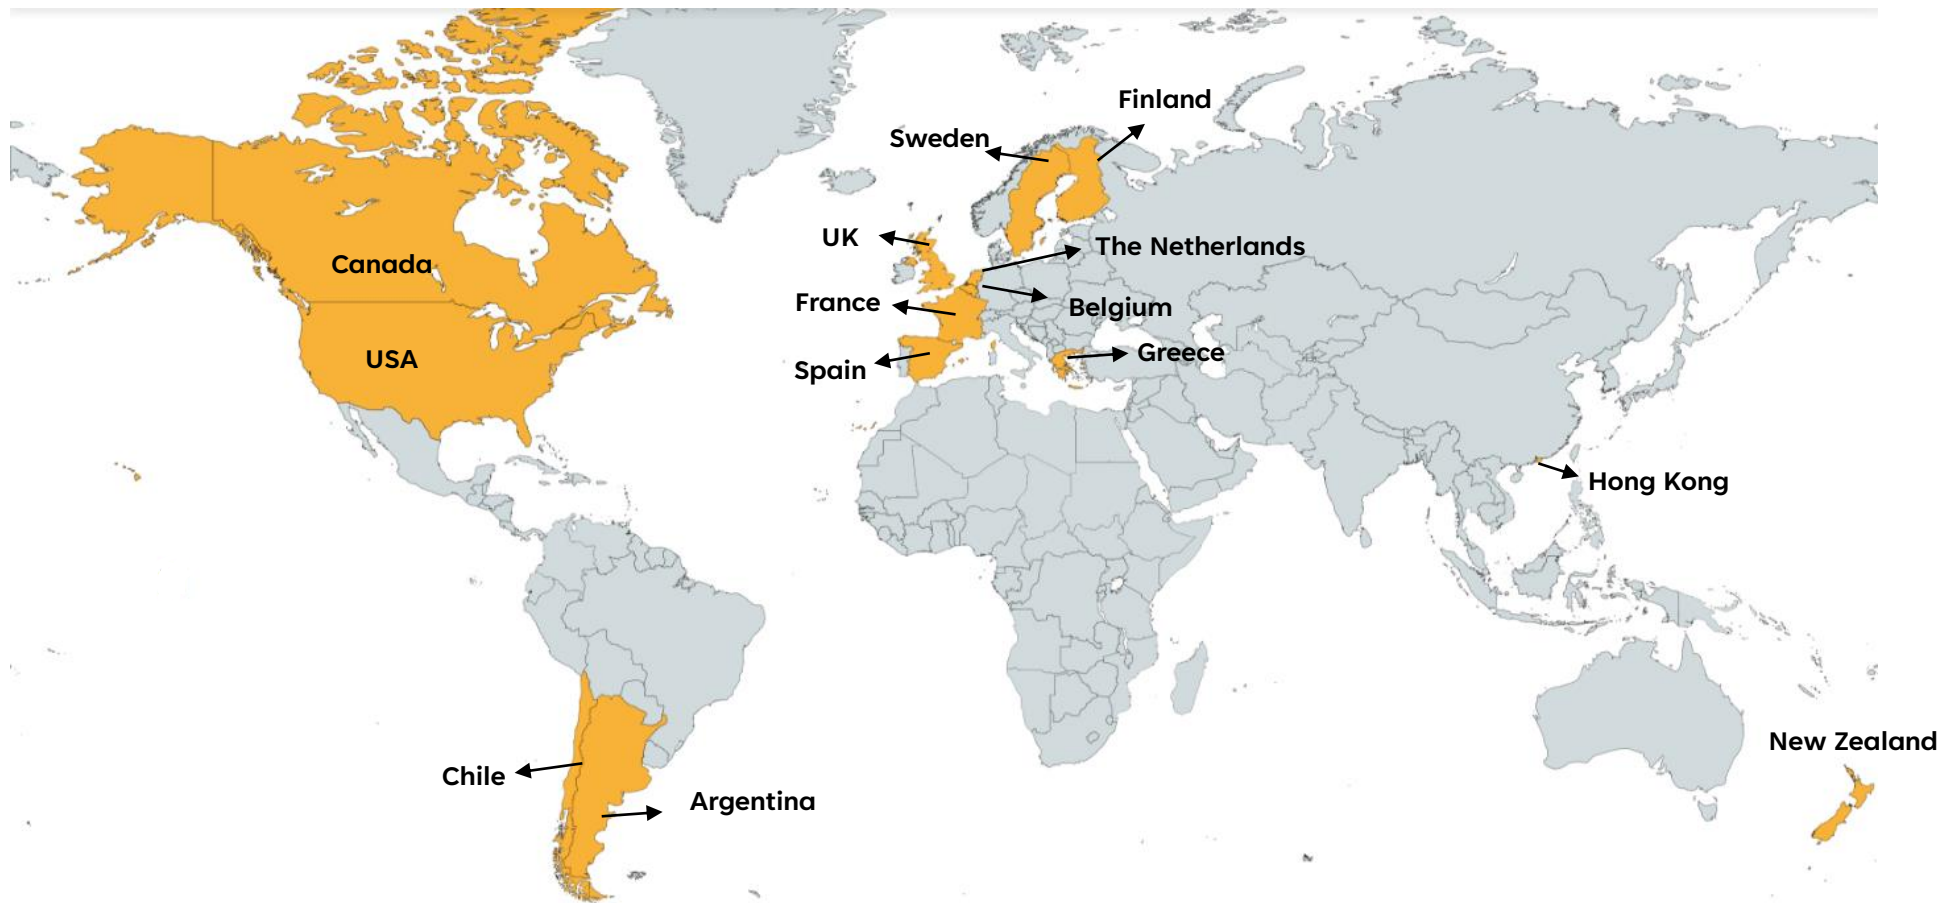 Finland
Sweden
UK
The Netherlands
Canada
France
Belgium
USA
Greece
Spain
Hong Kong
New Zealand
Chile
Argentina